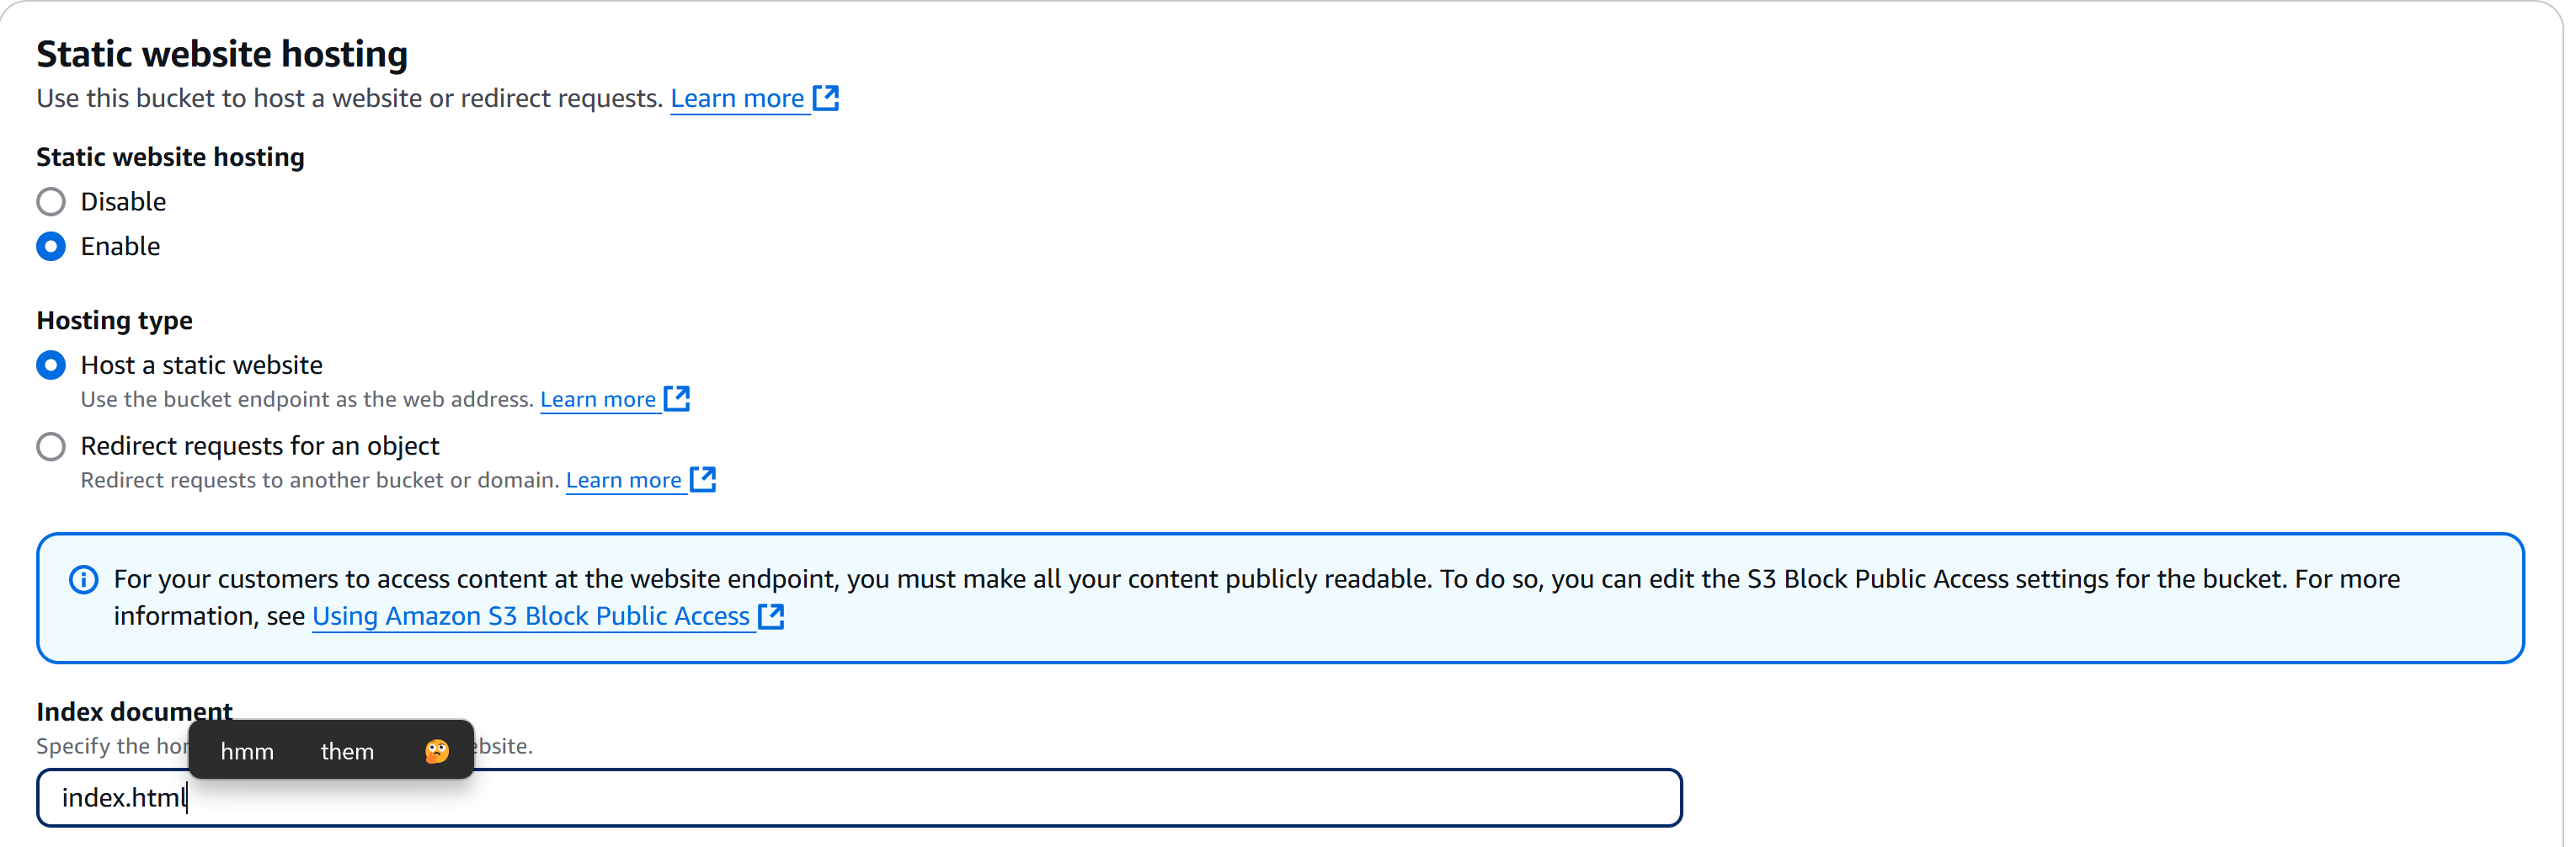 Static website hosting
Use this bucket to host a website or redirect requests. Learn more
Static website hosting
Disable
Enable
Hosting type
Host a static website
Use the bucket endpoint as the web address. Learn more
Redirect requests for an object
Redirect requests to another bucket or domain. Learn more
For your customers to access content at the website endpoint, you must make all your content publicly readable. To do so, you can edit the S3 Block Public Access settings for the bucket. For more
information, see Using Amazon S3 Block Public Access
Index document
Specify the
hmm them 🤔
index.html